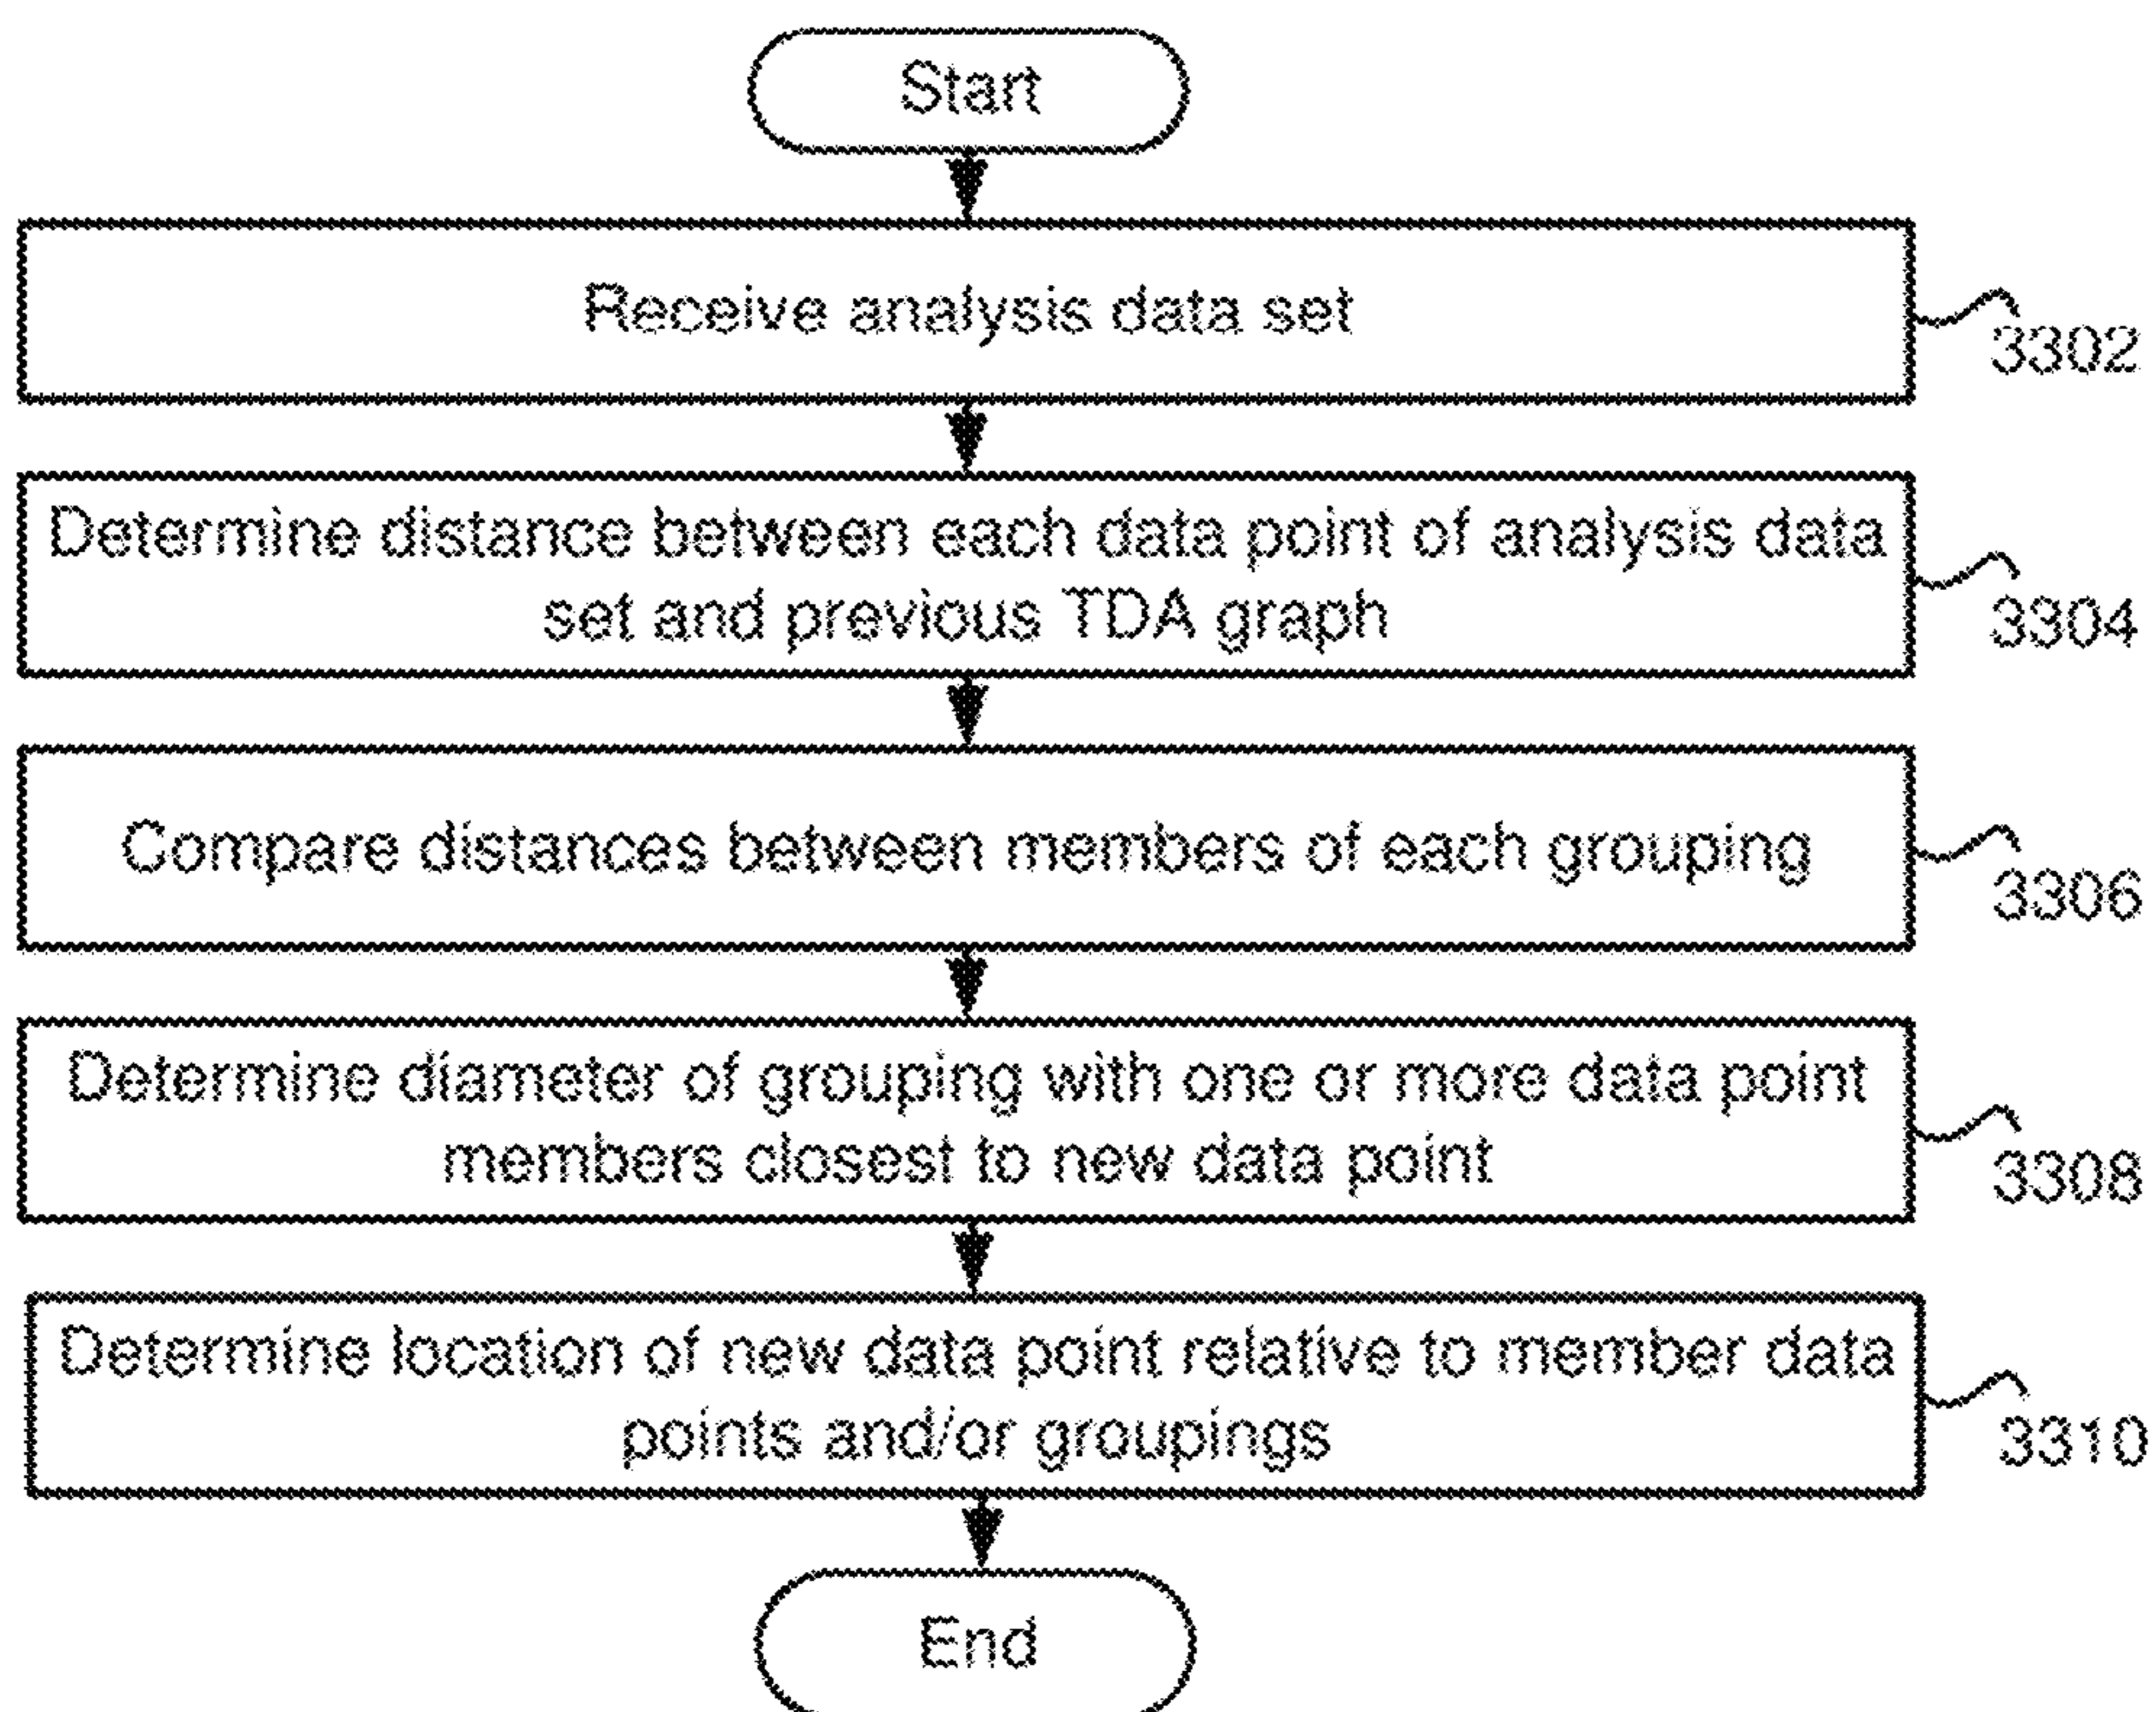 Start
Receive analysis data set
3302
Determine distance between each data point of analysis data
set and previous TDA graph
3304
Compare distances between members of each grouping
3306
Determine diameter of grouping with one or more data point
members closest to new data point
3308
Determine location of new data point relative to member data
points and/or groupings
3310
End